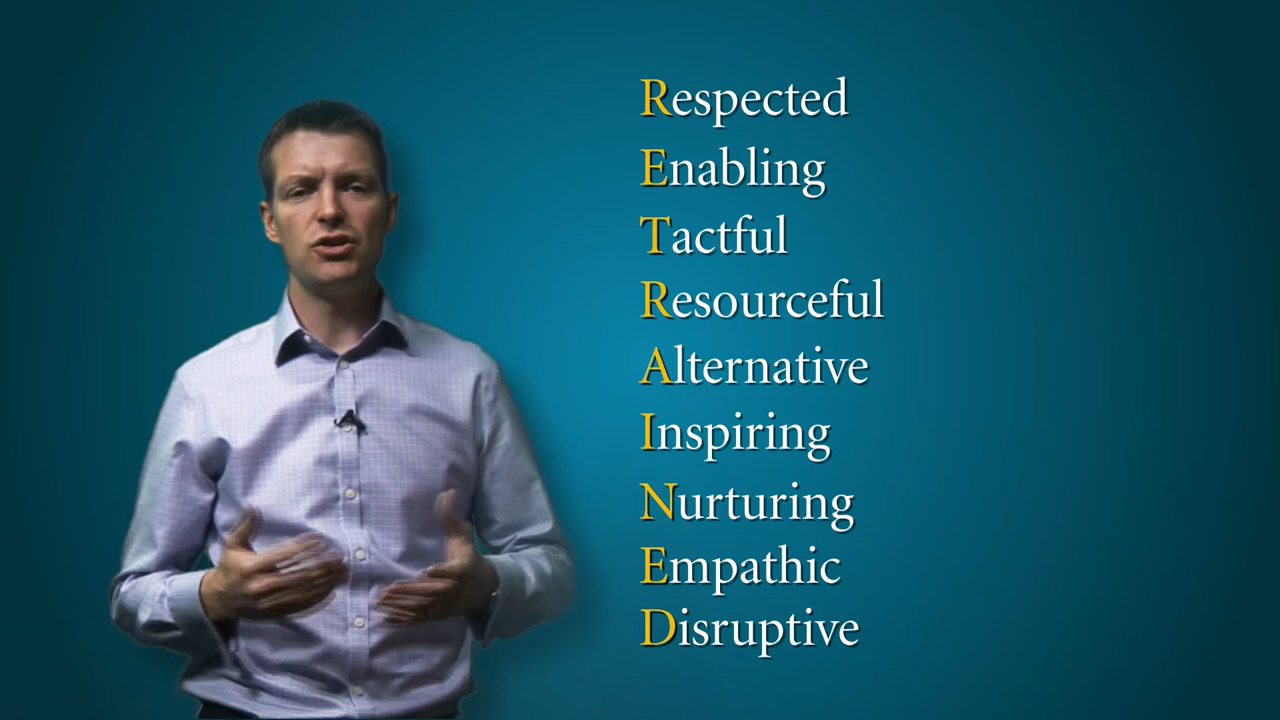 Respected
Enabling
Tactful
Resourceful
Alternative
Inspiring
Nurturing
Empathic
Disruptive